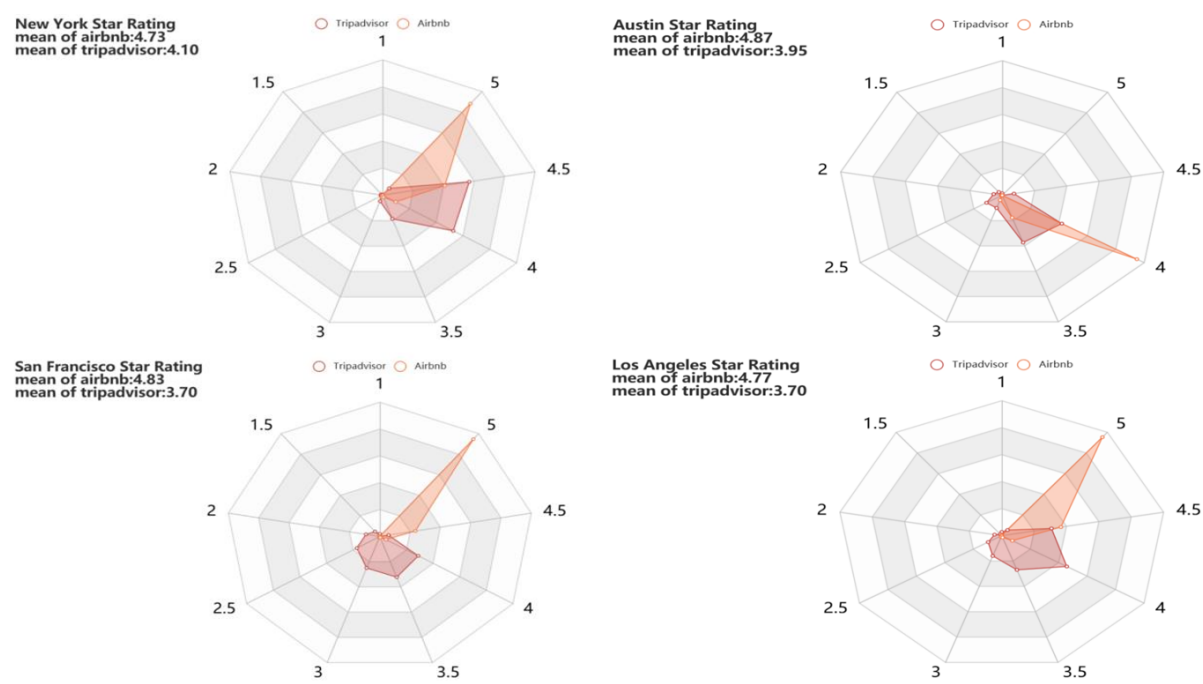 New York Star Rating
mean of airbnb:4.73
mean of tripadvisor:4.10
Tripadvisor Airbnb
1
1.5
5
2
4.5
2.5
4
3
3.5
Austin Star Rating
mean of airbnb:4.87
mean of tripadvisor:3.95
Tripadvisor Airbnb
1
1.5
5
2
4.5
2.5
4
3
3.5
San Francisco Star Rating
mean of airbnb:4.83
mean of tripadvisor:3.70
Tripadvisor Airbnb
1
1.5
5
2
4.5
2.5
4
3
3.5
Los Angeles Star Rating
mean of airbnb:4.77
mean of tripadvisor:3.70
Tripadvisor Airbnb
1
1.5
5
2
4.5
2.5
4
3
3.5